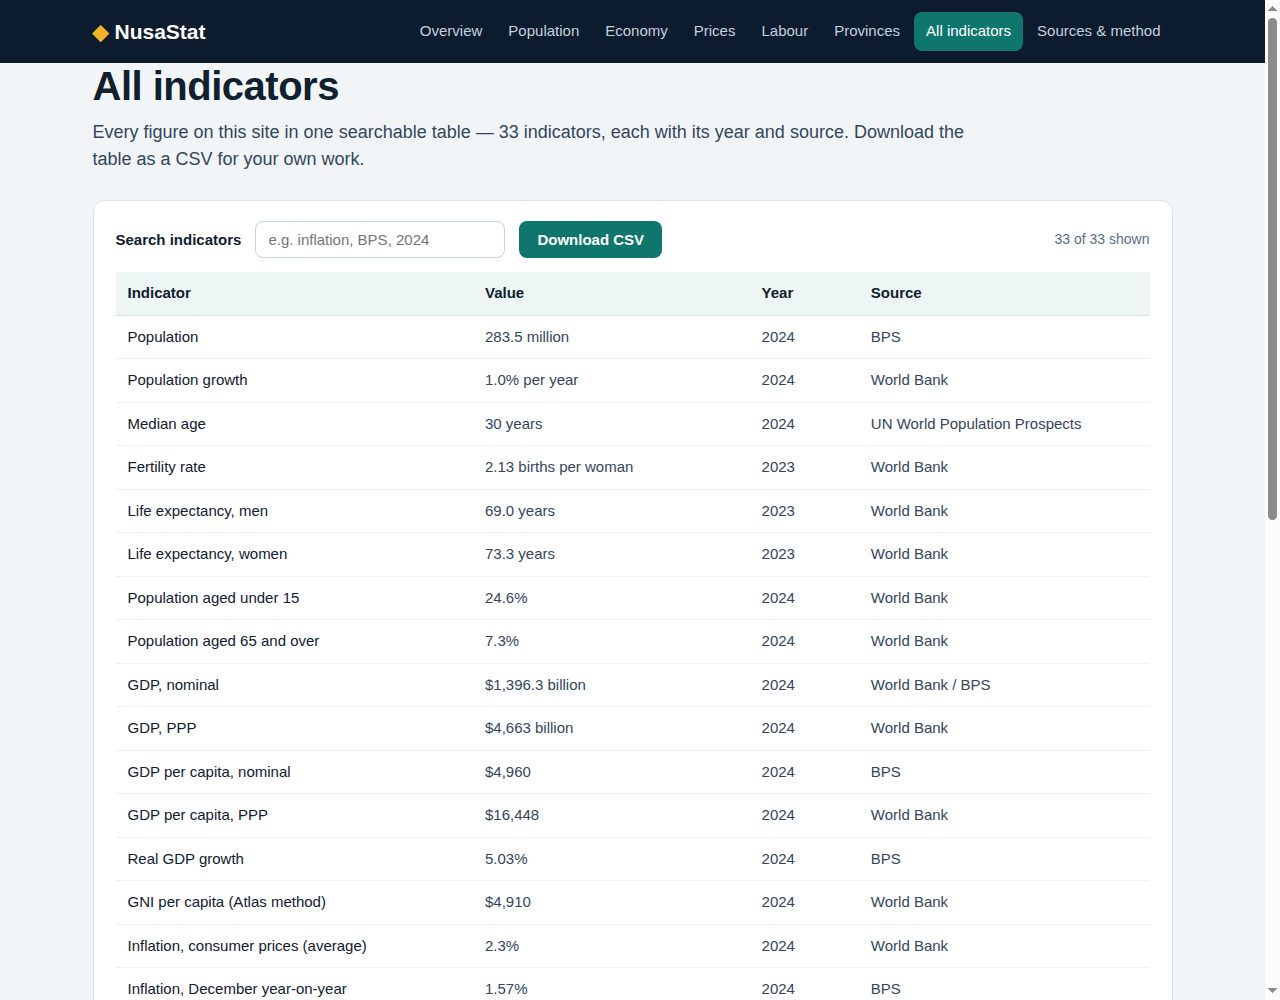 ◆ NusaStat
Overview Population Economy Prices Labour Provinces All indicators Sources & method
All indicators
Every figure on this site in one searchable table — 33 indicators, each with its year and source. Download the
table as a CSV for your own work.
Search indicators e.g. inflation, BPS, 2024 Download CSV 33 of 33 shown
Indicator Value Year Source
Population 283.5 million 2024 BPS
Population growth 1.0% per year 2024 World Bank
Median age 30 years 2024 UN World Population Prospects
Fertility rate 2.13 births per woman 2023 World Bank
Life expectancy, men 69.0 years 2023 World Bank
Life expectancy, women 73.3 years 2023 World Bank
Population aged under 15 24.6% 2024 World Bank
Population aged 65 and over 7.3% 2024 World Bank
GDP, nominal $1,396.3 billion 2024 World Bank / BPS
GDP, PPP $4,663 billion 2024 World Bank
GDP per capita, nominal $4,960 2024 BPS
GDP per capita, PPP $16,448 2024 World Bank
Real GDP growth 5.03% 2024 BPS
GNI per capita (Atlas method) $4,910 2024 World Bank
Inflation, consumer prices (average) 2.3% 2024 World Bank
Inflation, December year-on-year 1.57% 2024 BPS